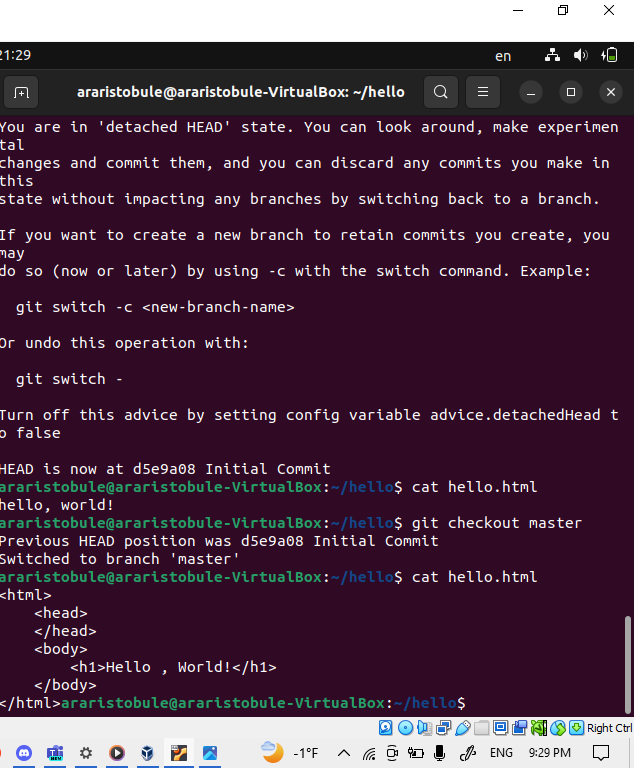 21:29
en
araristobule@araristobule-VirtualBox: ~/hello
You are in 'detached HEAD' state. You can look around, make experimen
tal
changes and commit them, and you can discard any commits you make in
this
state without impacting any branches by switching back to a branch.
If you want to create a new branch to retain commits you create, you
may
do so (now or later) by using -c with the switch command. Example:
git switch -c <new-branch-name>
Or undo this operation with:
git switch -
Turn off this advice by setting config variable advice.detachedHead t
o false
HEAD is now at d5e9a08 Initial Commit
araristobule@araristobule-VirtualBox:~/hello$ cat hello.html
hello, world!
araristobule@araristobule-VirtualBox:~/hello$ git checkout master
Previous HEAD position was d5e9a08 Initial Commit
Switched to branch 'master'
araristobule@araristobule-VirtualBox:~/hello$ cat hello.html
<html>
    <head>
    </head>
    <body>
        <h1>Hello , World!</h1>
    </body>
</html>araristobule@araristobule-VirtualBox:~/hello$
Right Ctrl
-1°F
ENG
9:29 PM